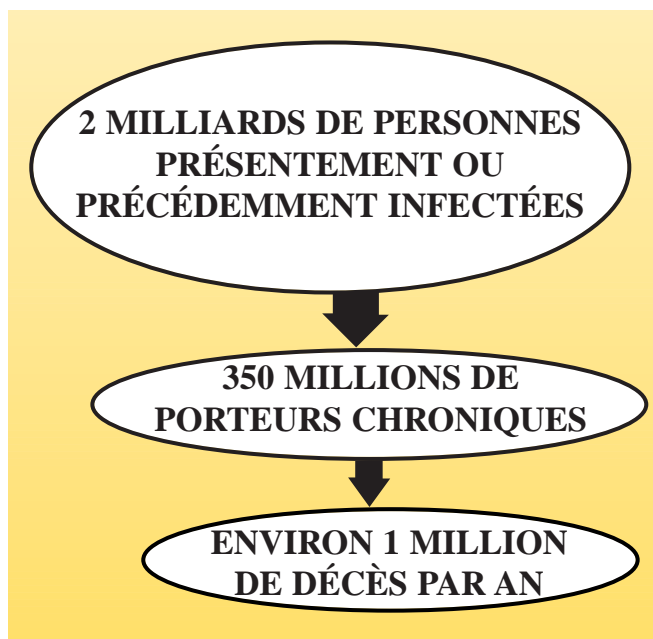 2 MILLIARDS DE PERSONNES
PRÉSENTEMENT OU
PRÉCÉDEMMENT INFECTÉES
350 MILLIONS DE
PORTEURS CHRONIQUES
ENVIRON 1 MILLION
DE DÉCÈS PAR AN